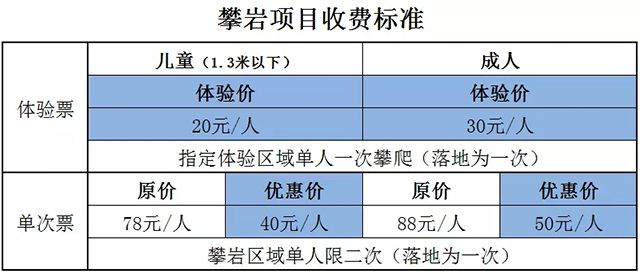 攀岩项目收费标准
儿童（1.3米以下） 成人
体验票
体验价 体验价
20元/人 30元/人
指定体验区域单人一次攀爬（落地为一次）
单次票
原价 优惠价 原价 优惠价
78元/人 40元/人 88元/人 50元/人
攀岩区域单人限二次（落地为一次）